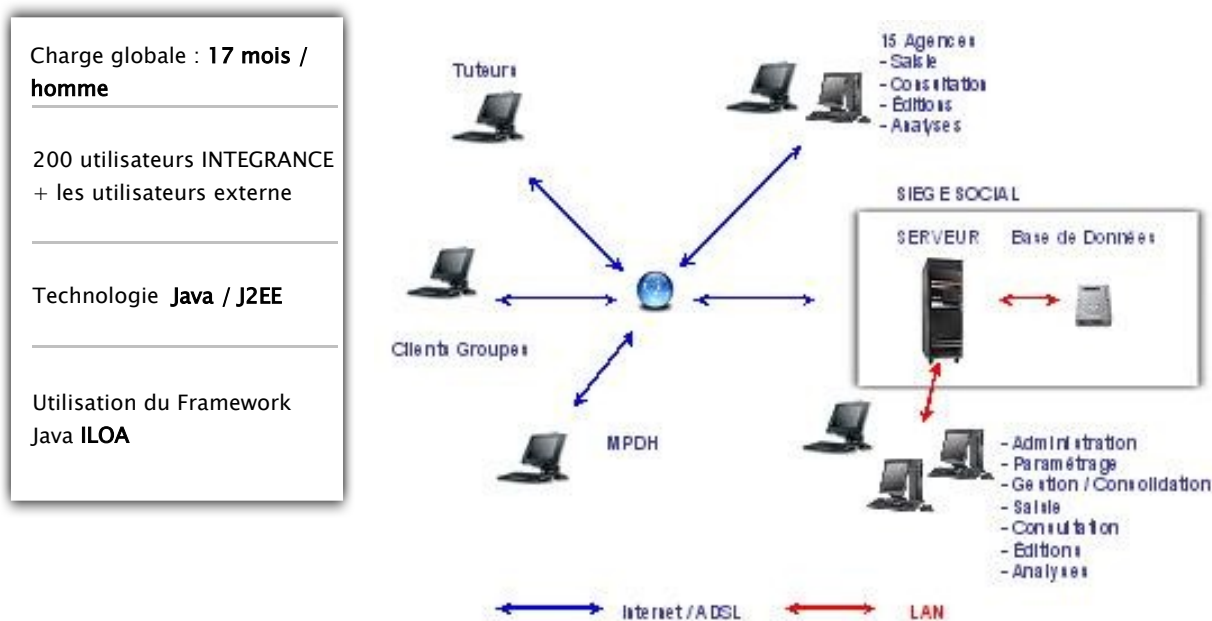 Charge globale : 17 mois /
homme
200 utilisateurs INTEGRANCE
+ les utilisateurs externe
Technologie Java / J2EE
Utilisation du Framework
Java ILOA
Tuteurs
15 Agences
- Saisie
- Consultation
- Éditions
- Analyses
SIEGE SOCIAL
SERVEUR Base de Données
Clients Groupes
MPDH
- Administration
- Paramétrage
- Gestion / Consolidation
- Saisie
- Consultation
- Éditions
- Analyses
Internet / ADSL LAN